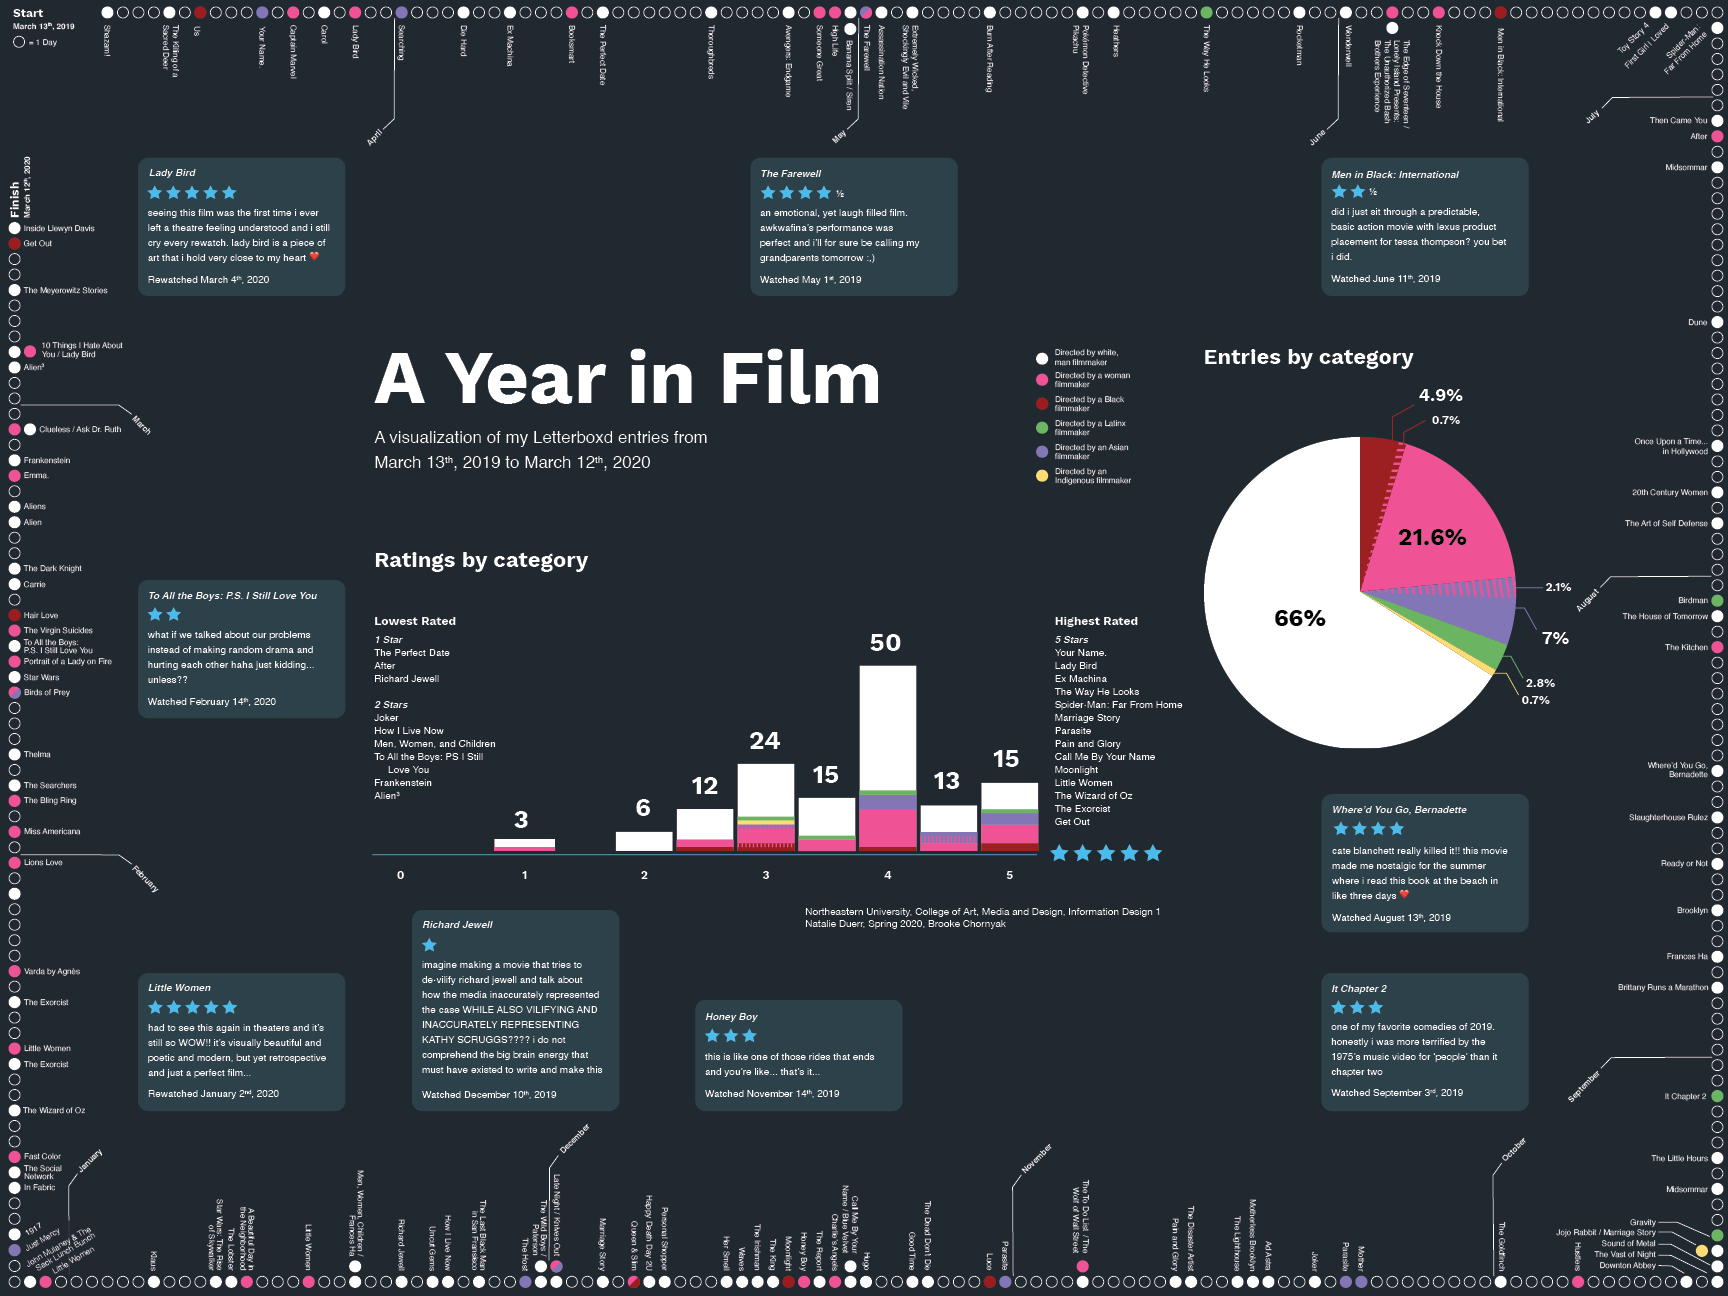 Start
March 13th, 2019
= 1 Day
Shazam!
The Killing of a
Sacred Deer
Us
Your Name.
Captain Marvel
Carol
Lady Bird
Searching
Die Hard
Ex Machina
Booksmart
The Perfect Date
Thoroughbreds
Avengers: Endgame
Someone Great
High Life
Banana Split / Siren
The Farewell
Assassination Nation
Extremely Wicked,
Shockingly Evil and Vile
Burn After Reading
Pokémon Detective
Pikachu
Heathers
The Way He Looks
Rocketman
Wonderwell
The Edge of Seventeen /
Lonely Island Presents:
The Unauthorized Bash
Brothers Experience
Knock Down the House
Men in Black: International
Toy Story 4
First Girl I Loved
Spider-Man:
Far From Home
April
May
June
July
Then Came You
After
Midsommar
Dune
Once Upon a Time...
in Hollywood
20th Century Women
The Art of Self Defense
August
Birdman
The House of Tomorrow
The Kitchen
Where'd You Go,
Bernadette
Slaughterhouse Rulez
Ready or Not
Brooklyn
Frances Ha
Brittany Runs a Marathon
September
It Chapter 2
The Little Hours
Midsommar
Gravity
Jojo Rabbit / Marriage Story
Sound of Metal
The Vast of Night
Downton Abbey
Finish
March 12th, 2020
Inside Llewyn Davis
Get Out
The Meyerowitz Stories
10 Things I Hate About
You / Lady Bird
Alien³
March
Clueless / Ask Dr. Ruth
Frankenstein
Emma.
Aliens
Alien
The Dark Knight
Carrie
Hair Love
The Virgin Suicides
To All the Boys:
P.S. I Still Love You
Portrait of a Lady on Fire
Star Wars
Birds of Prey
Thelma
The Searchers
The Bling Ring
Miss Americana
Lions Love
February
Varda by Agnès
The Exorcist
Little Women
The Exorcist
The Wizard of Oz
Fast Color
The Social
Network
In Fabric
January
1917
Just Mercy
John Mulaney & The
Sack Lunch Bunch
Little Women
Lady Bird
seeing this film was the first time i ever
left a theatre feeling understood and i still
cry every rewatch. lady bird is a piece of
art that i hold very close to my heart ❤️
Rewatched March 4th, 2020
The Farewell
½
an emotional, yet laugh filled film.
awkwafina's performance was
perfect and i'll for sure be calling my
grandparents tomorrow :,)
Watched May 1st, 2019
Men in Black: International
½
did i just sit through a predictable,
basic action movie with lexus product
placement for tessa thompson? you bet
i did.
Watched June 11th, 2019
A Year in Film
A visualization of my Letterboxd entries from
March 13th, 2019 to March 12th, 2020
Directed by white,
man filmmaker
Directed by a woman
filmmaker
Directed by a Black
filmmaker
Directed by a Latinx
filmmaker
Directed by an Asian
filmmaker
Directed by an
Indigenous filmmaker
Entries by category
4.9%
0.7%
21.6%
2.1%
7%
2.8%
0.7%
66%
Ratings by category
Lowest Rated
1 Star
The Perfect Date
After
Richard Jewell
2 Stars
Joker
How I Live Now
Men, Women, and Children
To All the Boys: PS I Still
Love You
Frankenstein
Alien³
3
6
12
24
15
50
13
15
0
1
2
3
4
5
Highest Rated
5 Stars
Your Name.
Lady Bird
Ex Machina
The Way He Looks
Spider-Man: Far From Home
Marriage Story
Parasite
Pain and Glory
Call Me By Your Name
Moonlight
Little Women
The Wizard of Oz
The Exorcist
Get Out
Northeastern University, College of Art, Media and Design, Information Design 1
Natalie Duerr, Spring 2020, Brooke Chornyak
To All the Boys: P.S. I Still Love You
what if we talked about our problems
instead of making random drama and
hurting each other haha just kidding...
unless??
Watched February 14th, 2020
Where'd You Go, Bernadette
cate blanchett really killed it!! this movie
made me nostalgic for the summer
where i read this book at the beach in
like three days ❤️
Watched August 13th, 2019
Little Women
had to see this again in theaters and it's
still so WOW!! it's visually beautiful and
poetic and modern, but yet retrospective
and just a perfect film...
Rewatched January 2nd, 2020
Richard Jewell
imagine making a movie that tries to
de-vilify richard jewell and talk about
how the media inaccurately represented
the case WHILE ALSO VILIFYING AND
INACCURATELY REPRESENTING
KATHY SCRUGGS???? i do not
comprehend the big brain energy that
must have existed to write and make this
Watched December 10th, 2019
Honey Boy
this is like one of those rides that ends
and you're like... that's it...
Watched November 14th, 2019
It Chapter 2
one of my favorite comedies of 2019.
honestly i was more terrified by the
1975's music video for 'people' than it
chapter two
Watched September 3rd, 2019
December
November
October
Klaus
Star Wars: The Rise
of Skywalker
The Lobster
A Beautiful Day in
the Neighborhood
Little Women
Men, Women, Children /
Frances Ha
Richard Jewell
Uncut Gems
How I Live Now
The Last Black Man
in San Fransico
The Host
The Wild Boys /
Paterson
Late Night / Knives Out
Marriage Story
Queen & Slim
Happy Death Day 2U
Personal Shopper
Her Smell
Waves
The Irishman
The King
Moonlight
Honey Boy
The Report
Charlie's Angels
Call Me By Your
Name / Blue Velvet
Hugo
Good Time
The Dead Don't Die
Luce
Parasite
The To Do List / The
Wolf of Wall Street
Pain and Glory
The Disaster Artist
The Lighthouse
Motherless Brooklyn
Ad Astra
Joker
Parasite
Mother
The Goldfinch
Hustlers